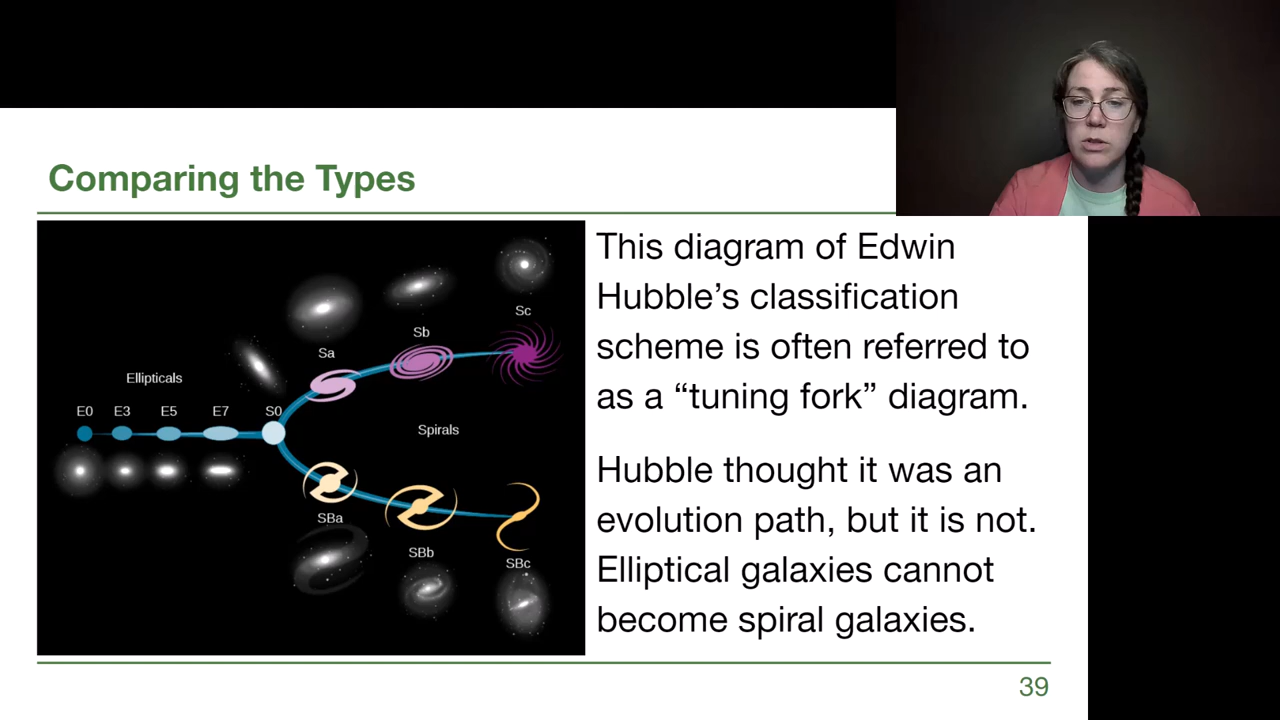 Comparing the Types
Sc
Sb
Sa
Ellipticals
E0 E3 E5 E7 S0
Spirals
SBa
SBb
SBc
This diagram of Edwin
Hubble’s classification
scheme is often referred to
as a “tuning fork” diagram.
Hubble thought it was an
evolution path, but it is not.
Elliptical galaxies cannot
become spiral galaxies.
39